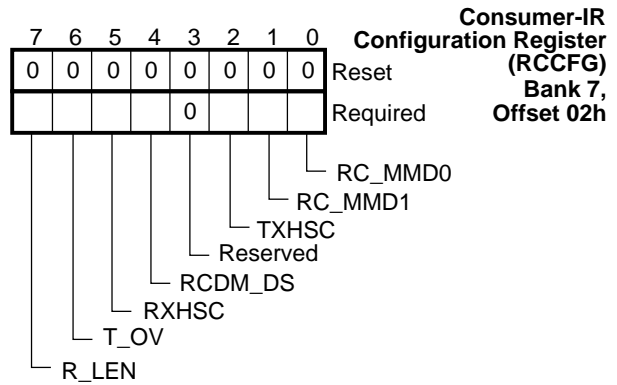 Consumer-IR
Configuration Register
(RCCFG)
Bank 7,
Offset 02h
7 6 5 4 3 2 1 0
0 0 0 0 0 0 0 0 Reset
0 Required
RC_MMD0
RC_MMD1
TXHSC
Reserved
RCDM_DS
RXHSC
T_OV
R_LEN